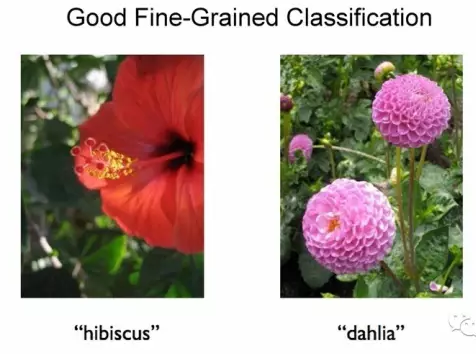 Good Fine-Grained Classification
“hibiscus”
“dahlia”